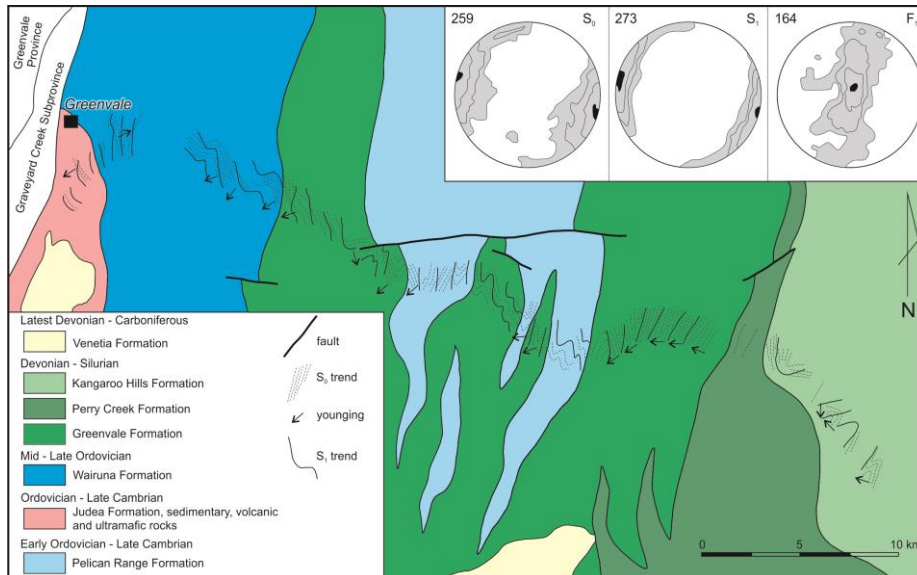 259
S₀
273
S₁
164
F₁
Greenvale
Province
Graveyard Creek Subprovince
Greenvale
N
Latest Devonian - Carboniferous
Venetia Formation
Devonian - Silurian
Kangaroo Hills Formation
Perry Creek Formation
Greenvale Formation
Mid - Late Ordovician
Wairuna Formation
Ordovician - Late Cambrian
Judea Formation, sedimentary, volcanic
and ultramafic rocks
Early Ordovician - Late Cambrian
Pelican Range Formation
fault
S₀ trend
younging
S₁ trend
0
5
10 km